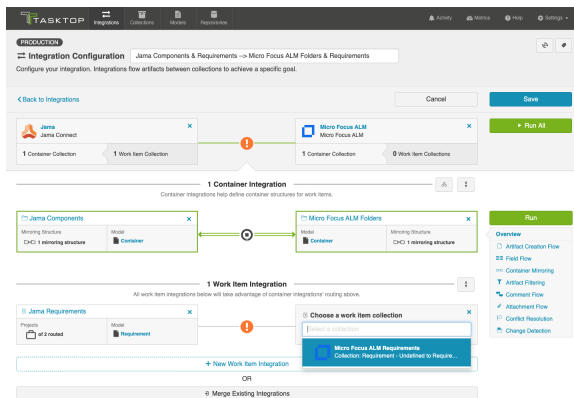 TASKTOP
Integrations
Collections
Models
Repositories
Activity
Metrics
Help
Settings
PRODUCTION
Integration Configuration
Jama Components & Requirements –> Micro Focus ALM Folders & Requirements
Configure your integration. Integrations flow artifacts between collections to achieve a specific goal.
Back to Integrations
Cancel
Save
Jama
Jama Connect
1 Container Collection
1 Work Item Collection
Micro Focus ALM
Micro Focus ALM
1 Container Collection
0 Work Item Collections
Run All
1 Container Integration
Container integrations help define container structures for work items.
Jama Components
Mirroring Structure
1 mirroring structure
Model
Container
Micro Focus ALM Folders
Model
Container
Mirroring Structure
1 mirroring structure
Run
Overview
Artifact Creation Flow
Field Flow
Container Mirroring
Artifact Filtering
Comment Flow
Attachment Flow
Conflict Resolution
Change Detection
1 Work Item Integration
All work item integrations below will take advantage of container integrations' routing above.
Jama Requirements
Projects
of 2 routed
Model
Requirement
Choose a work item collection
Select a collection
Micro Focus ALM Requirements
Collection: Requirement - Undefined to Require...
+ New Work Item Integration
OR
Merge Existing Integrations